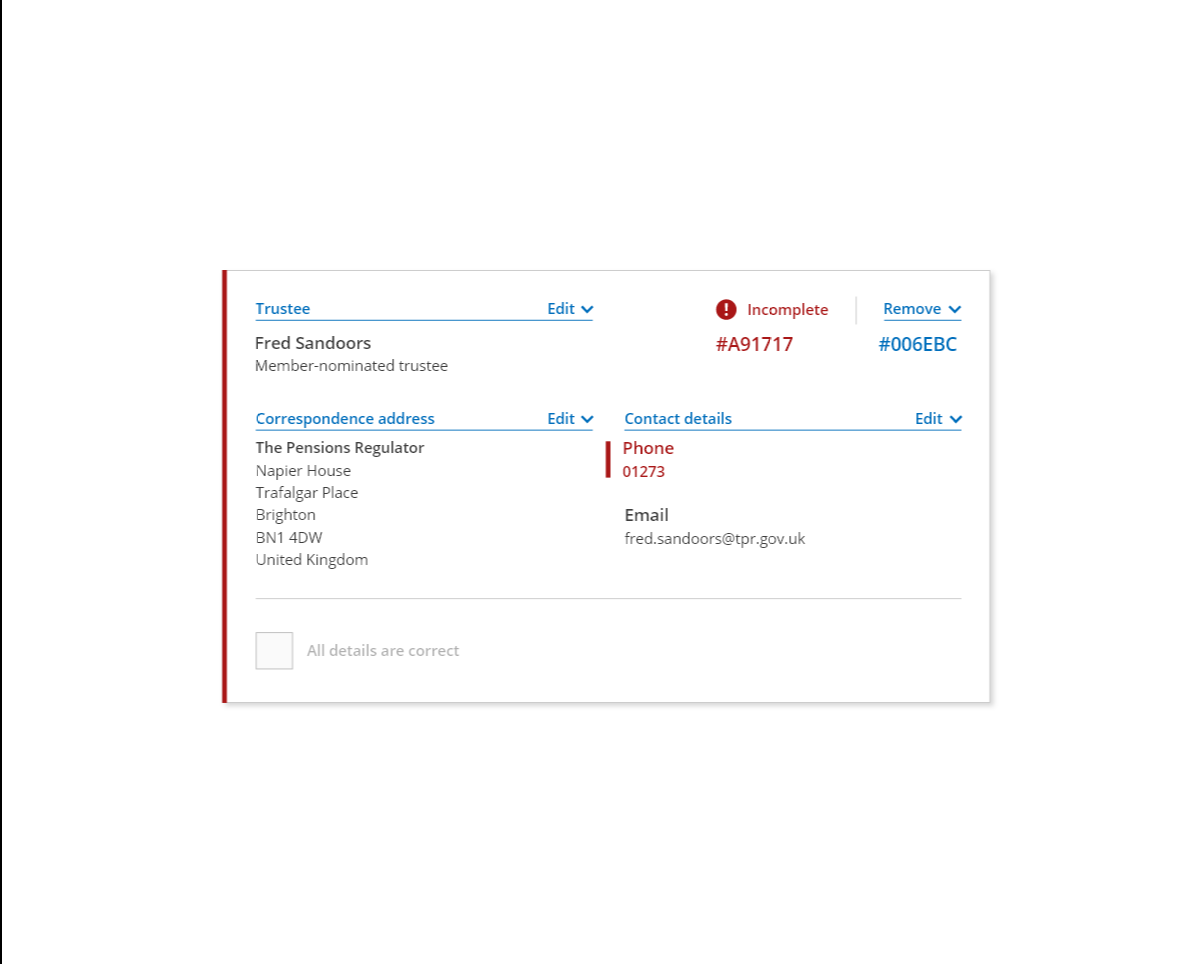 Trustee Edit
Incomplete Remove
#A91717 #006EBC
Fred Sandoors
Member-nominated trustee
Correspondence address Edit
The Pensions Regulator
Napier House
Trafalgar Place
Brighton
BN1 4DW
United Kingdom
Contact details Edit
Phone
01273
Email
fred.sandoors@tpr.gov.uk
All details are correct